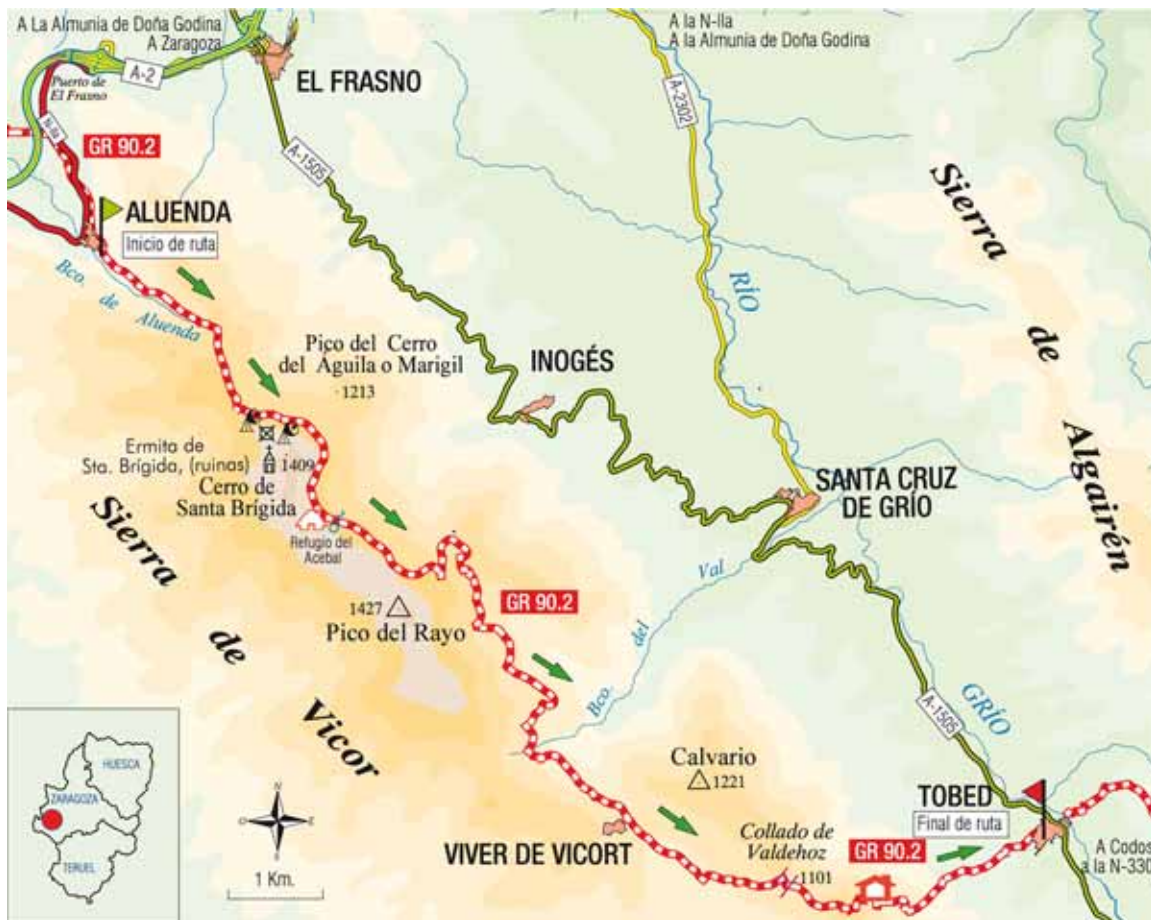 A La Almunia de Doña Godina
A Zaragoza
A la N-IIa
A la Almunia de Doña Godina
A-2
Puerto de
El Frasno
EL FRASNO
N-IIa
GR 90.2
A-1505
A-2302
ALUENDA
Inicio de ruta
Bco. de Aluenda
Sierra
de
Algairén
RÍO
Pico del Cerro
del Águila o Marigil
1213
INOGÉS
Ermita de
Sta. Brígida, (ruinas)
1409
Cerro de
Santa Brígida
SANTA CRUZ
DE GRÍO
Refugio del
Acebal
Sierra
de
Vicor
1427
Pico del Rayo
GR 90.2
Bco. del Val
GRÍO
A-1505
HUESCA
ZARAGOZA
TERUEL
N
O
E
S
1 Km.
Calvario
1221
VIVER DE VICORT
Collado de
Valdehoz
1101
TOBED
Final de ruta
GR 90.2
A Codos
a la N-330